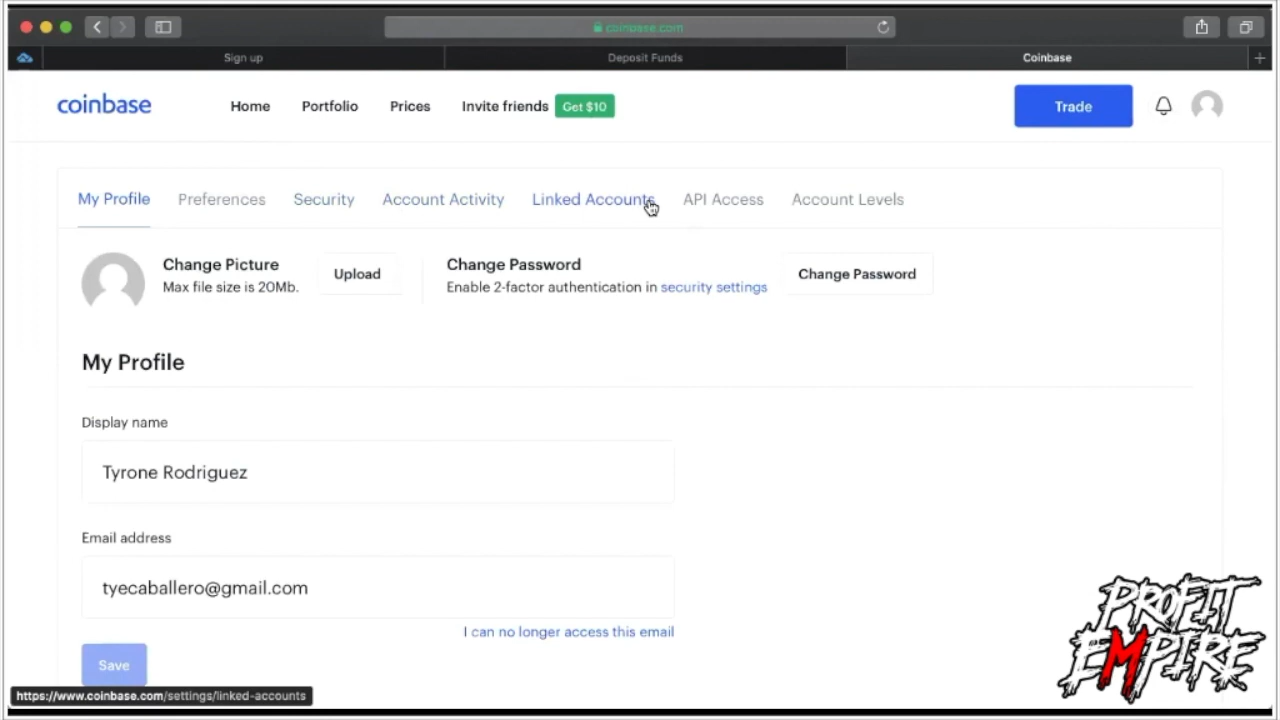 coinbase.com
Sign up
Deposit Funds
Coinbase
coinbase
Home
Portfolio
Prices
Invite friends
Get $10
Trade
My Profile
Preferences
Security
Account Activity
Linked Accounts
API Access
Account Levels
Change Picture
Max file size is 20Mb.
Upload
Change Password
Enable 2-factor authentication in security settings
Change Password
My Profile
Display name
Tyrone Rodriguez
Email address
tyecaballero@gmail.com
I can no longer access this email
Save
https://www.coinbase.com/settings/linked-accounts
PROFIT
EMPIRE